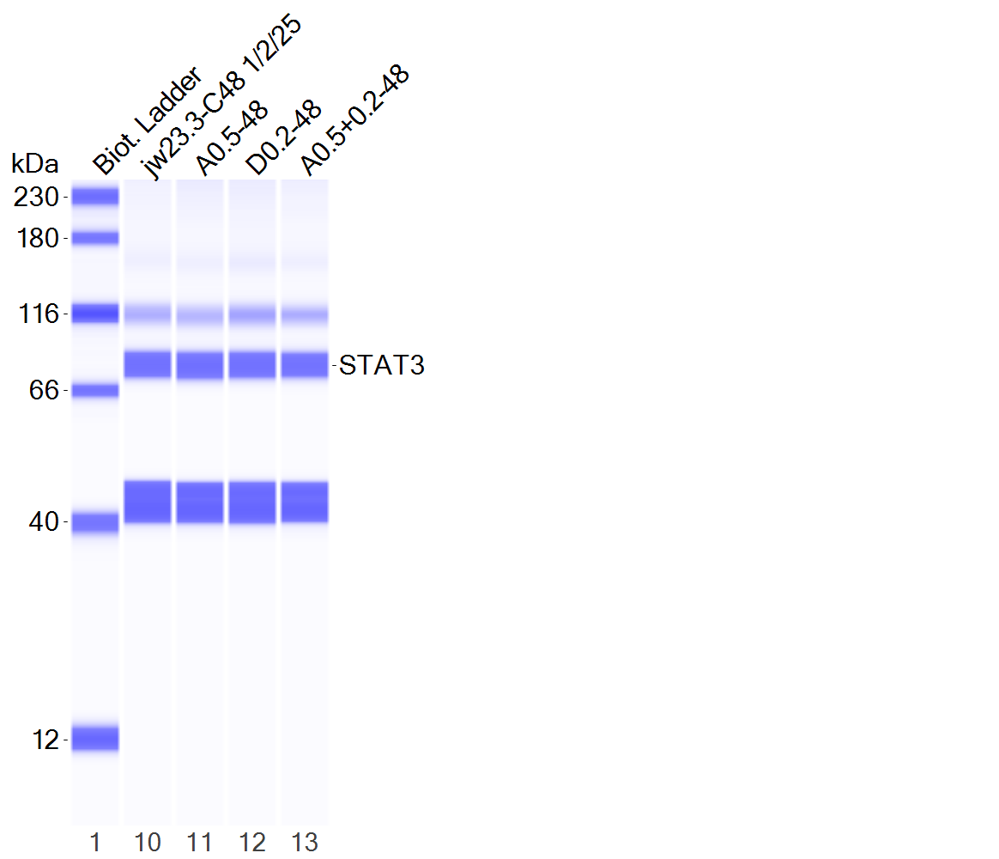 Biot. Ladder
jw23.3-C48 1/2/25
A0.5-48
D0.2-48
A0.5+0.2-48
kDa
230
180
116
STAT3
66
40
12
1 10 11 12 13